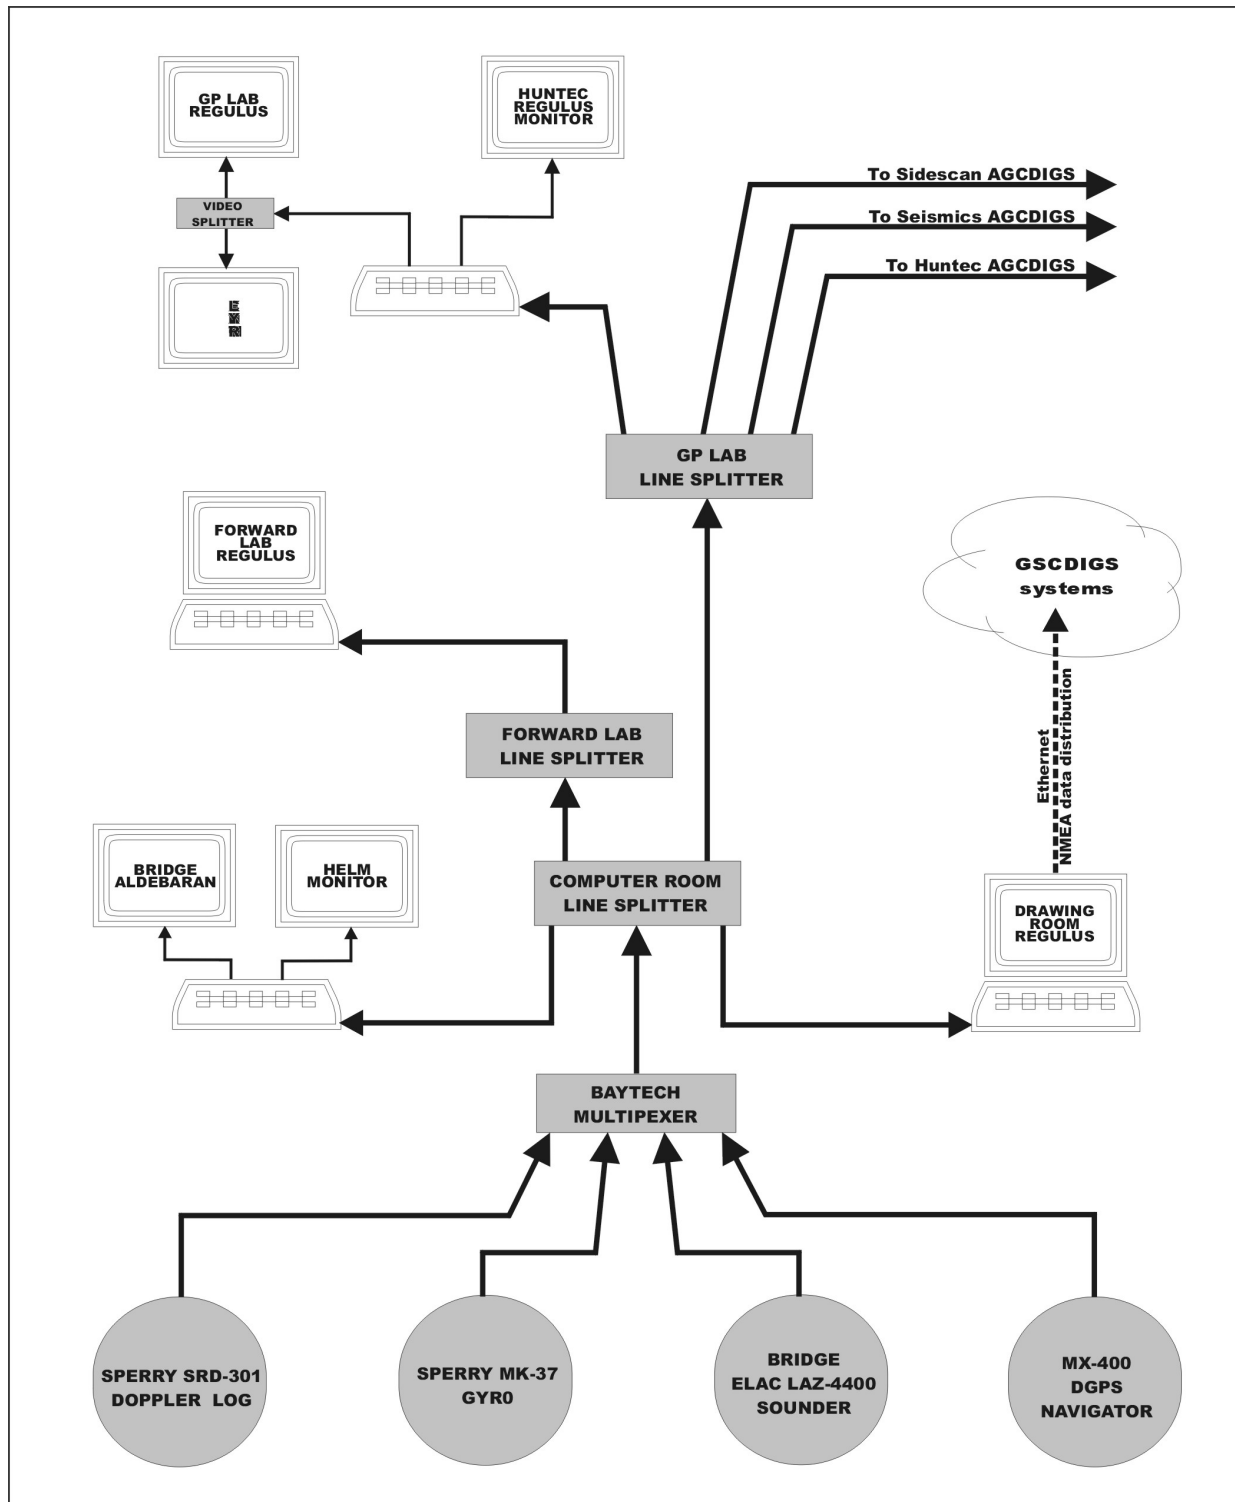 GP LAB
REGULUS
HUNTEC
REGULUS
MONITOR
VIDEO
SPLITTER
To Sidescan AGCDIGS
To Seismics AGCDIGS
To Huntec AGCDIGS
GP LAB
LINE SPLITTER
FORWARD
LAB
REGULUS
GSCDIGS
systems
Ethernet
NMEA data distribution
FORWARD LAB
LINE SPLITTER
BRIDGE
ALDEBARAN
HELM
MONITOR
COMPUTER ROOM
LINE SPLITTER
DRAWING
ROOM
REGULUS
BAYTECH
MULTIPEXER
SPERRY SRD-301
DOPPLER LOG
SPERRY MK-37
GYR0
BRIDGE
ELAC LAZ-4400
SOUNDER
MX-400
DGPS
NAVIGATOR